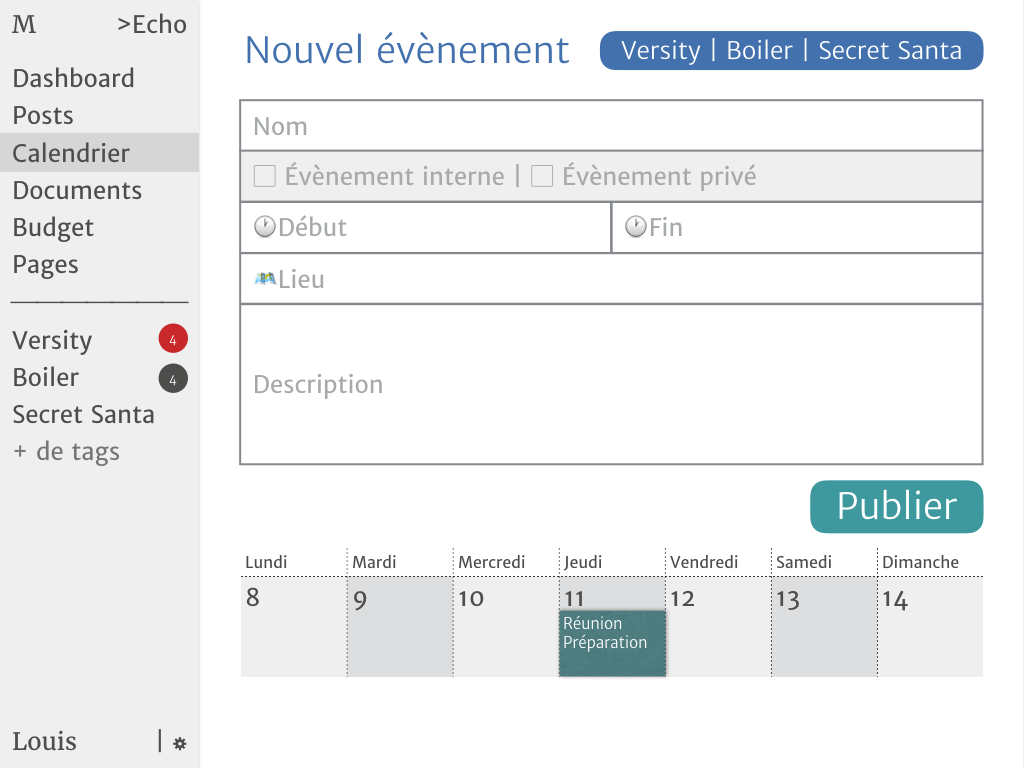 M >Echo
Dashboard
Posts
Calendrier
Documents
Budget
Pages
Versity 4
Boiler 4
Secret Santa
+ de tags
Louis |
Nouvel évènement
Versity | Boiler | Secret Santa
Nom
Évènement interne | Évènement privé
Début
Fin
Lieu
Description
Publier
Lundi Mardi Mercredi Jeudi Vendredi Samedi Dimanche
8 9 10 11 12 13 14
Réunion
Préparation